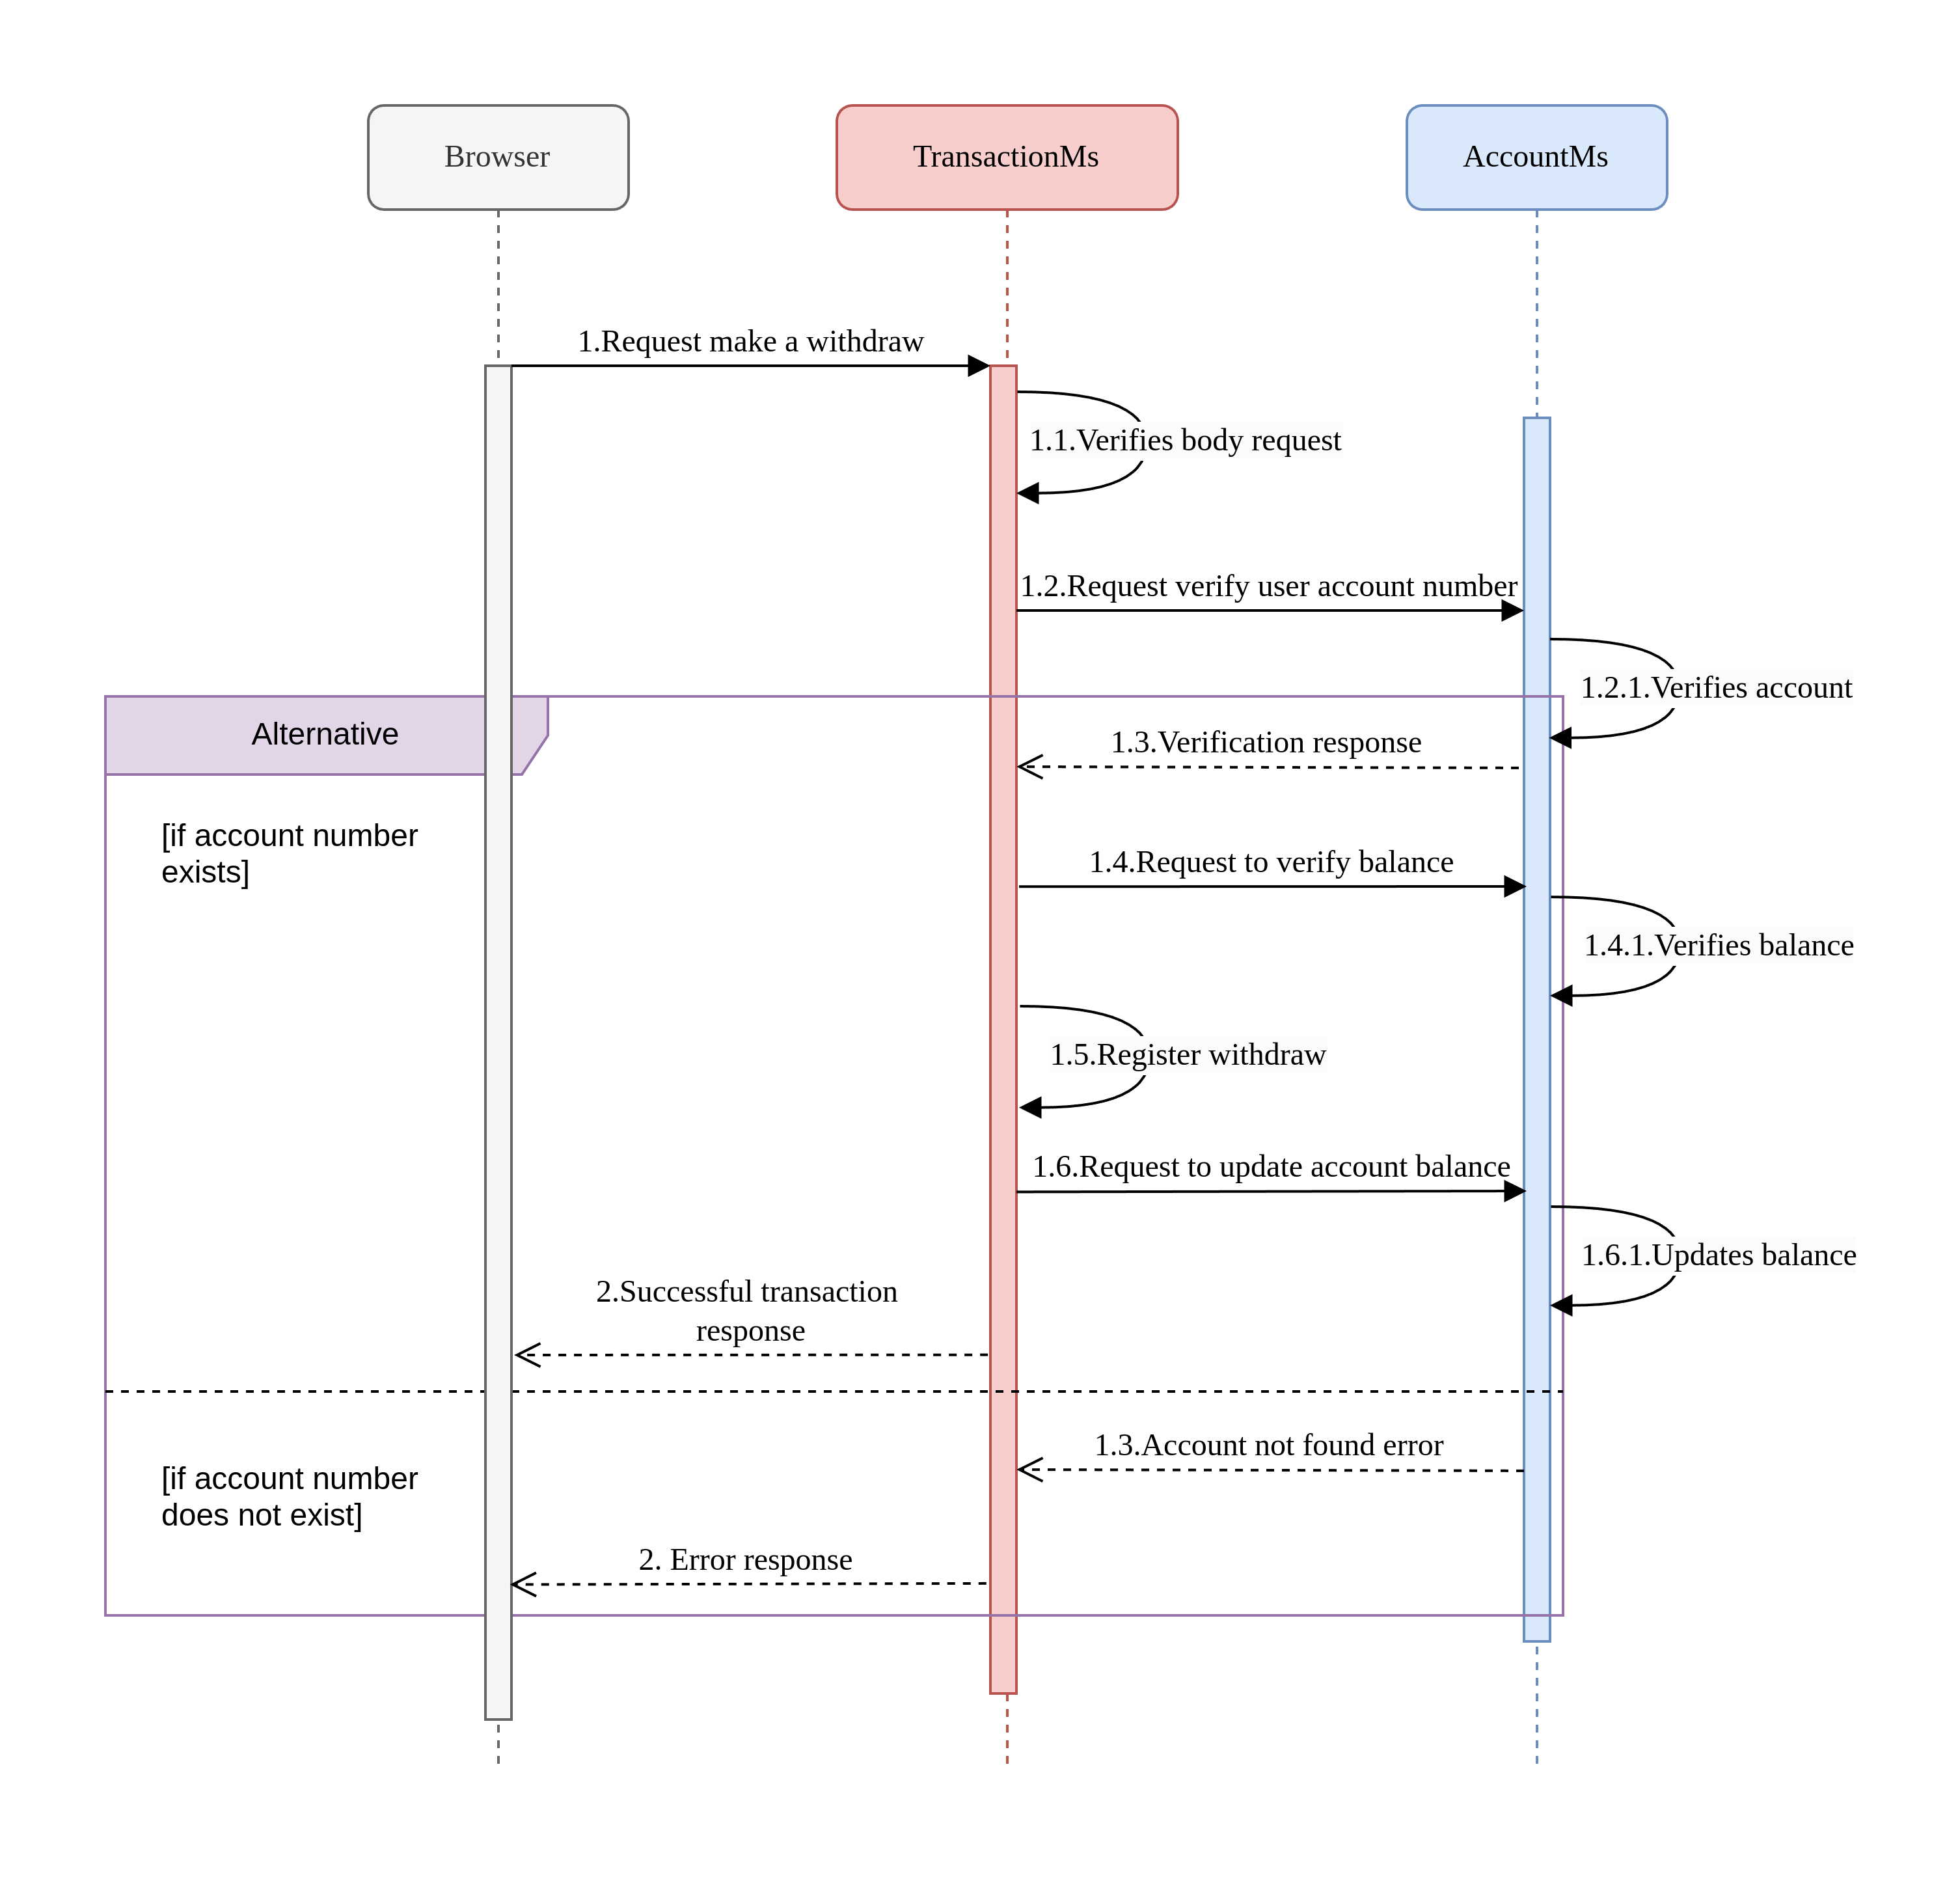 Browser
TransactionMs
AccountMs
1.Request make a withdraw
1.1.Verifies body request
1.2.Request verify user account number
1.2.1.Verifies account
Alternative
1.3.Verification response
[if account number
exists]
1.4.Request to verify balance
1.4.1.Verifies balance
1.5.Register withdraw
1.6.Request to update account balance
1.6.1.Updates balance
2.Successful transaction
response
1.3.Account not found error
[if account number
does not exist]
2. Error response